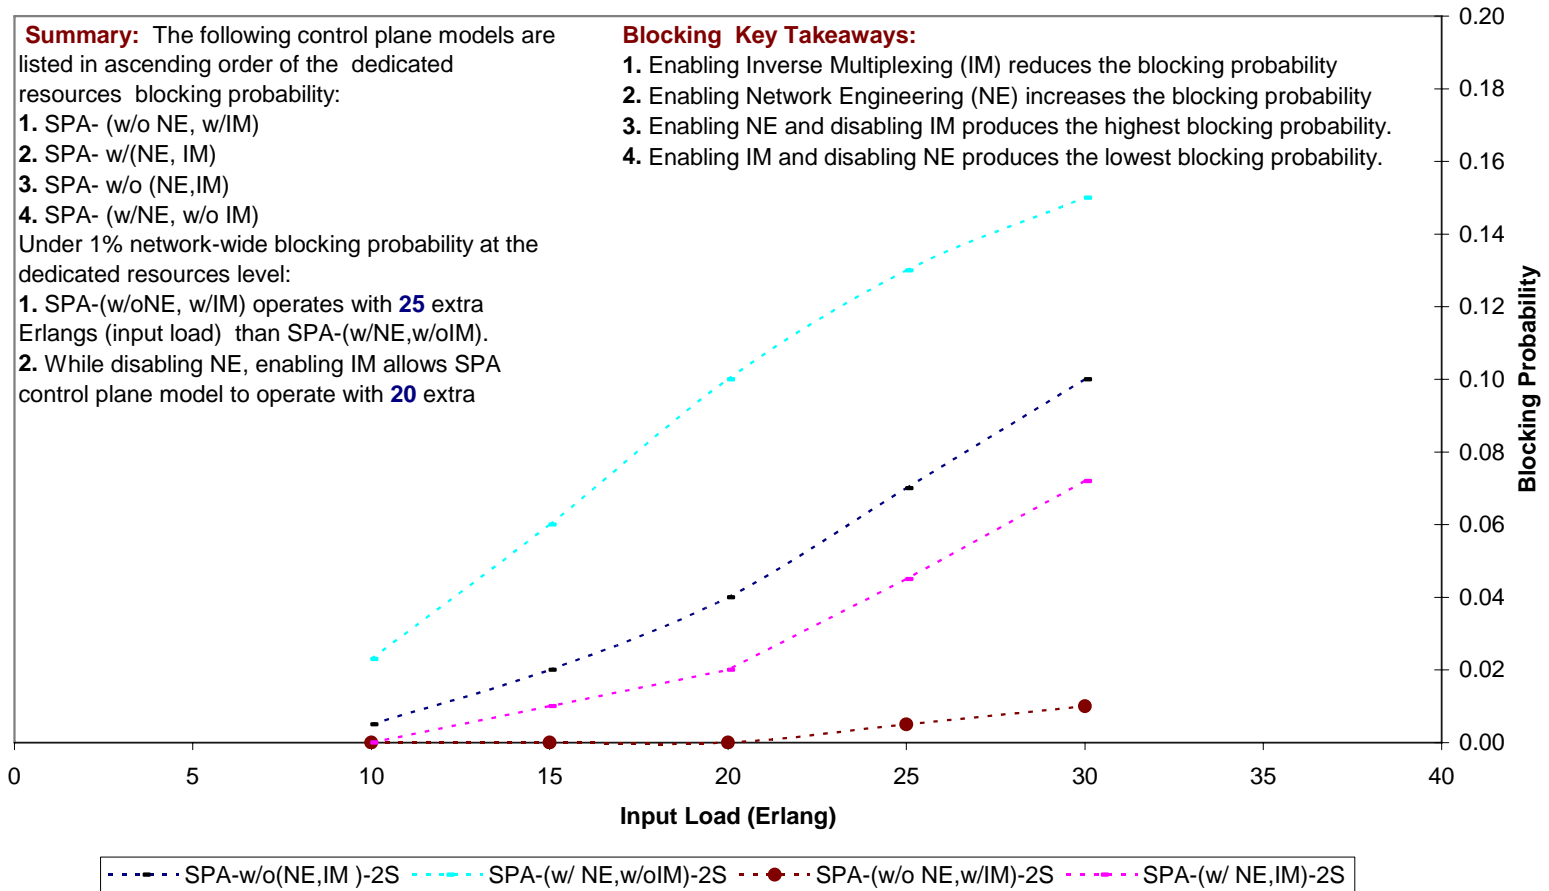 Summary: The following control plane models are
listed in ascending order of the dedicated
resources blocking probability:
1. SPA- (w/o NE, w/IM)
2. SPA- w/(NE, IM)
3. SPA- w/o (NE,IM)
4. SPA- (w/NE, w/o IM)
Under 1% network-wide blocking probability at the
dedicated resources level:
1. SPA-(w/oNE, w/IM) operates with 25 extra
Erlangs (input load) than SPA-(w/NE,w/oIM).
2. While disabling NE, enabling IM allows SPA
control plane model to operate with 20 extra
Blocking Key Takeaways:
1. Enabling Inverse Multiplexing (IM) reduces the blocking probability
2. Enabling Network Engineering (NE) increases the blocking probability
3. Enabling NE and disabling IM produces the highest blocking probability.
4. Enabling IM and disabling NE produces the lowest blocking probability.
0.20
0.18
0.16
0.14
0.12
0.10
0.08
0.06
0.04
0.02
0.00
Blocking Probability
0 5 10 15 20 25 30 35 40
Input Load (Erlang)
SPA-w/o(NE,IM )-2S SPA-(w/ NE,w/oIM)-2S SPA-(w/o NE,w/IM)-2S SPA-(w/ NE,IM)-2S